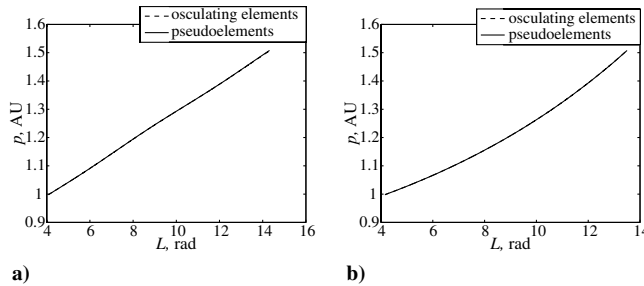 osculating elements
pseudoelements
1.6
1.5
1.4
1.3
1.2
1.1
1
0.9
p, AU
4 6 8 10 12 14 16
L, rad
a)
osculating elements
pseudoelements
1.6
1.5
1.4
1.3
1.2
1.1
1
0.9
p, AU
4 6 8 10 12 14
L, rad
b)